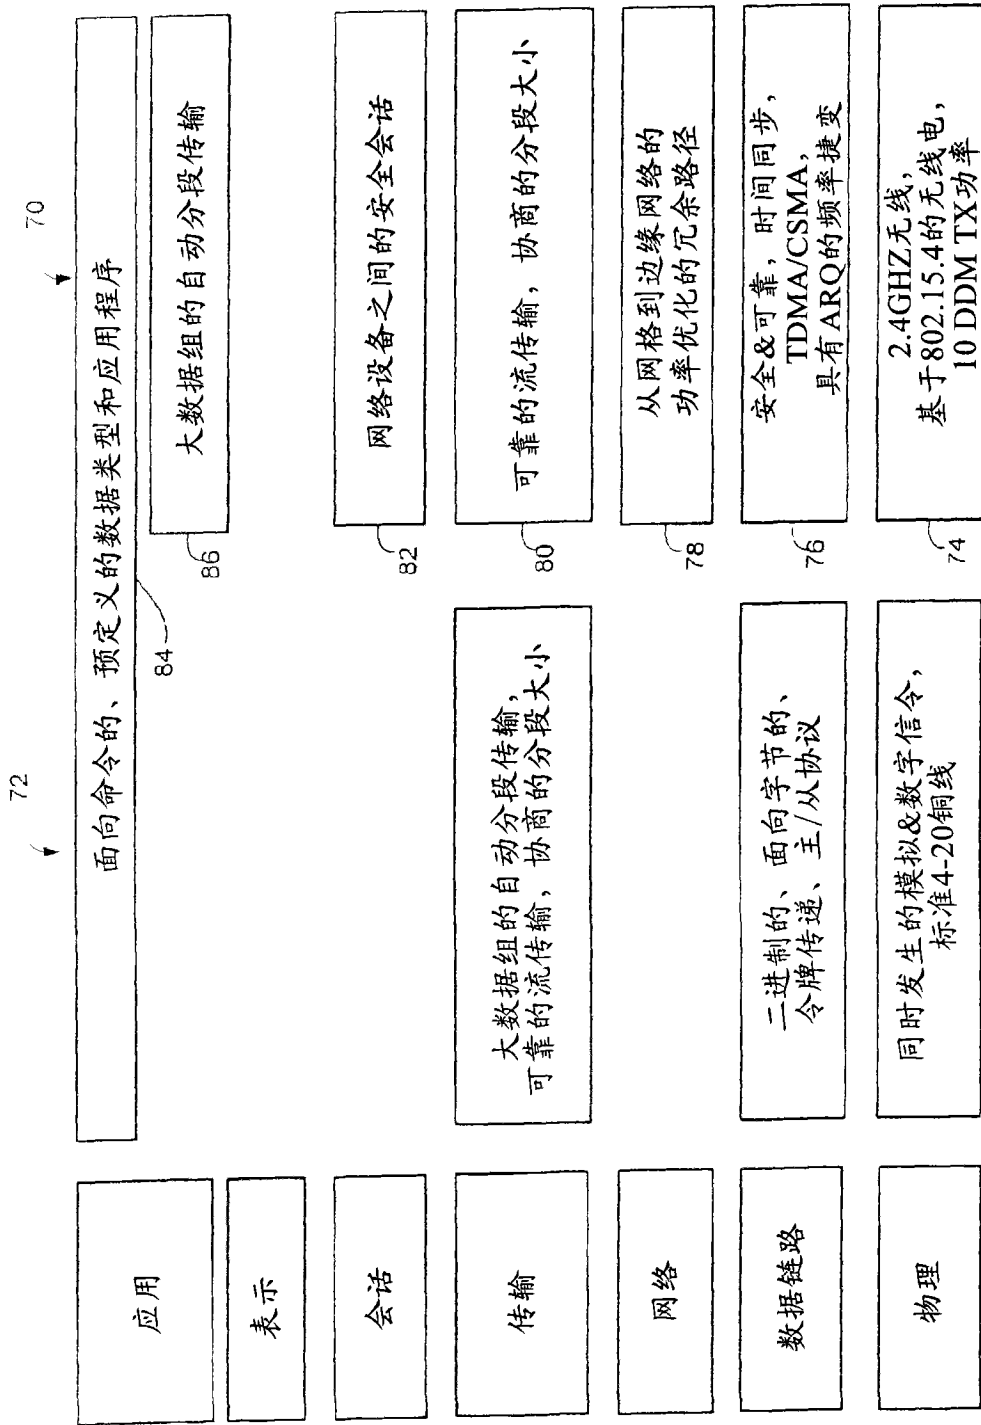 72
70
应用
面向命令的、预定义的数据类型和应用程序
84
大数据组的自动分段传输
86
表示
会话
网络设备之间的安全会话
82
传输
大数据组的自动分段传输,
可靠的流传输，协商的分段大小
可靠的流传输，协商的分段大小
80
网络
从网格到边缘网络的
功率优化的冗余路径
78
数据链路
二进制的、面向字节的、
令牌传递、主/从协议
安全&可靠，时间同步，
TDMA/CSMA,
具有ARQ的频率捷变
76
物理
同时发生的模拟&数字信令，
标准4-20铜线
2.4GHZ无线，
基于802.15.4的无线电，
10 DDM TX功率
74